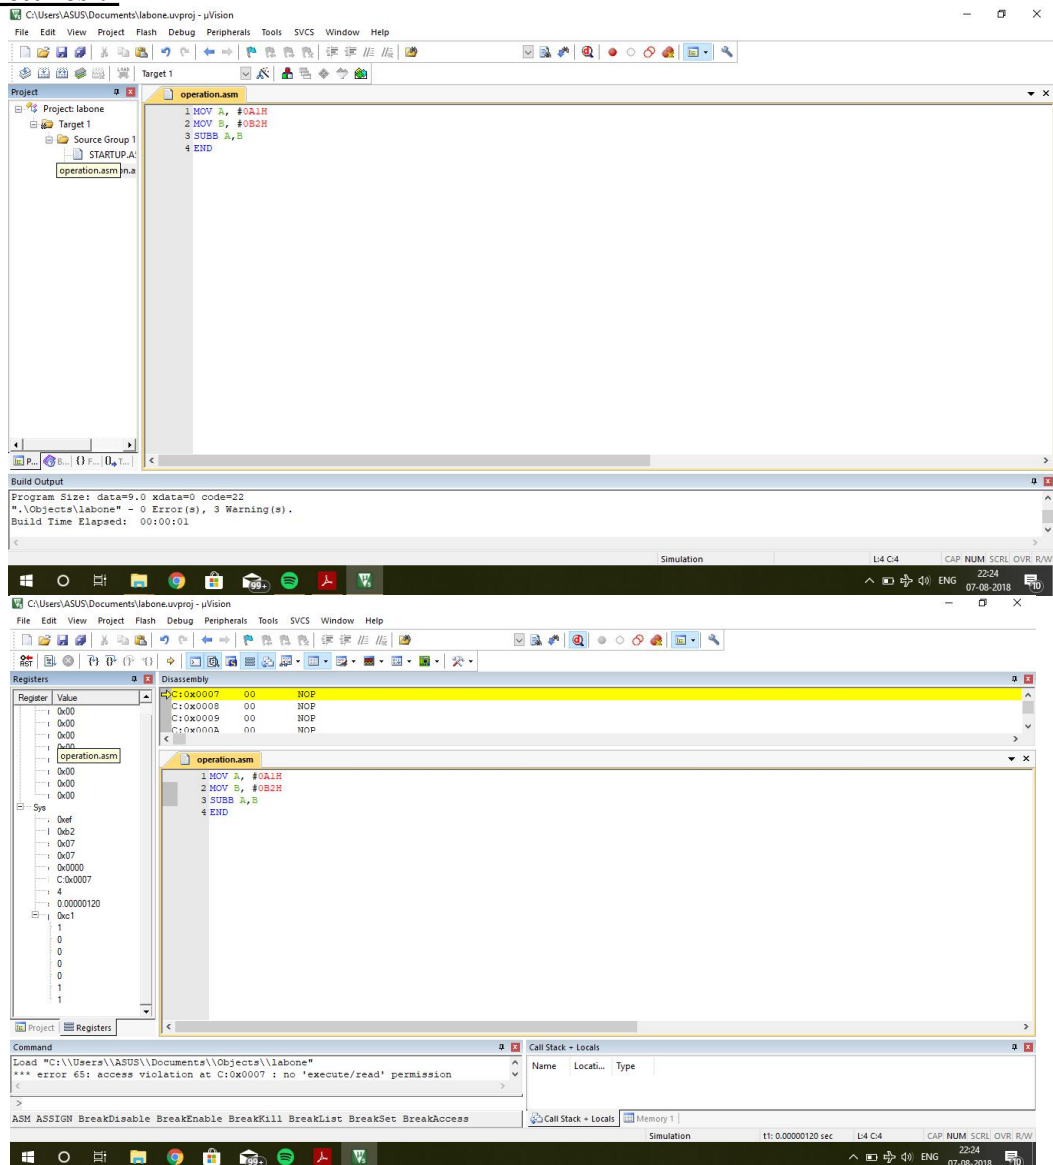 C:\Users\ASUS\Documents\labone.uvproj - µVision
File Edit View Project Flash Debug Peripherals Tools SVCS Window Help
Target 1
Project
operation.asm
Project: labone
Target 1
Source Group 1
STARTUP.A
operation.asm
1 MOV A, #0A1H
2 MOV B, #0B2H
3 SUBB A,B
4 END
P... B... {} F... 0 T...
Build Output
Program Size: data=9.0 xdata=0 code=22
".\Objects\labone" - 0 Error(s), 3 Warning(s).
Build Time Elapsed: 00:00:01
Simulation L:4 C:4 CAP NUM SCRL OVR R/W
99+ ENG 22:24
07-08-2018 10
C:\Users\ASUS\Documents\labone.uvproj - µVision
File Edit View Project Flash Debug Peripherals Tools SVCS Window Help
RST
Registers
Disassembly
Register Value
C:0x0007 00 NOP
C:0x0008 00 NOP
C:0x0009 00 NOP
C:0x000A 00 NOP
0x00
0x00
0x00
0x00
operation.asm
0x00
0x00
0x00
Sys
0xef
0xb2
0x07
0x07
0x0000
C:0x0007
4
0.00000120
0xc1
1
0
0
0
0
1
1
operation.asm
1 MOV A, #0A1H
2 MOV B, #0B2H
3 SUBB A,B
4 END
Project Registers
Command
Load "C:\\Users\\ASUS\\Documents\\Objects\\labone"
*** error 65: access violation at C:0x0007 : no 'execute/read' permission
>
ASM ASSIGN BreakDisable BreakEnable BreakKill BreakList BreakSet BreakAccess
Call Stack + Locals
Name Locati... Type
Call Stack + Locals Memory 1
Simulation t1: 0.00000120 sec L:4 C:4 CAP NUM SCRL OVR R/W
99+ ENG 22:24
07-08-2018 10